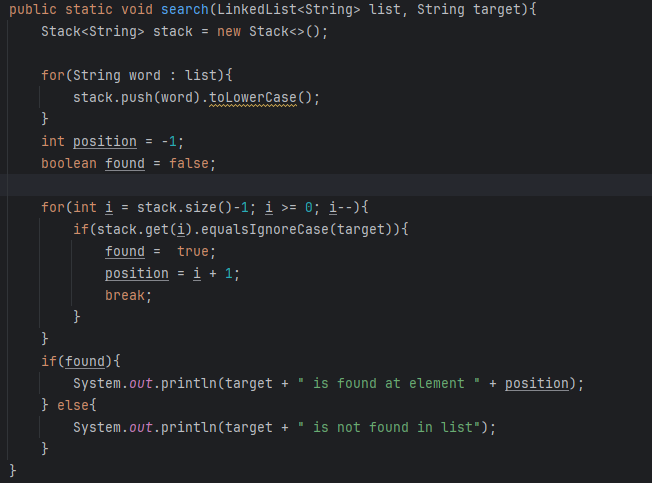 public static void search(LinkedList<String> list, String target){
    Stack<String> stack = new Stack<>();

    for(String word : list){
        stack.push(word).toLowerCase();
    }
    int position = -1;
    boolean found = false;

    for(int i = stack.size()-1; i >= 0; i--){
        if(stack.get(i).equalsIgnoreCase(target)){
            found =  true;
            position = i + 1;
            break;
        }
    }
    if(found){
        System.out.println(target + " is found at element " + position);
    } else{
        System.out.println(target + " is not found in list");
    }
}